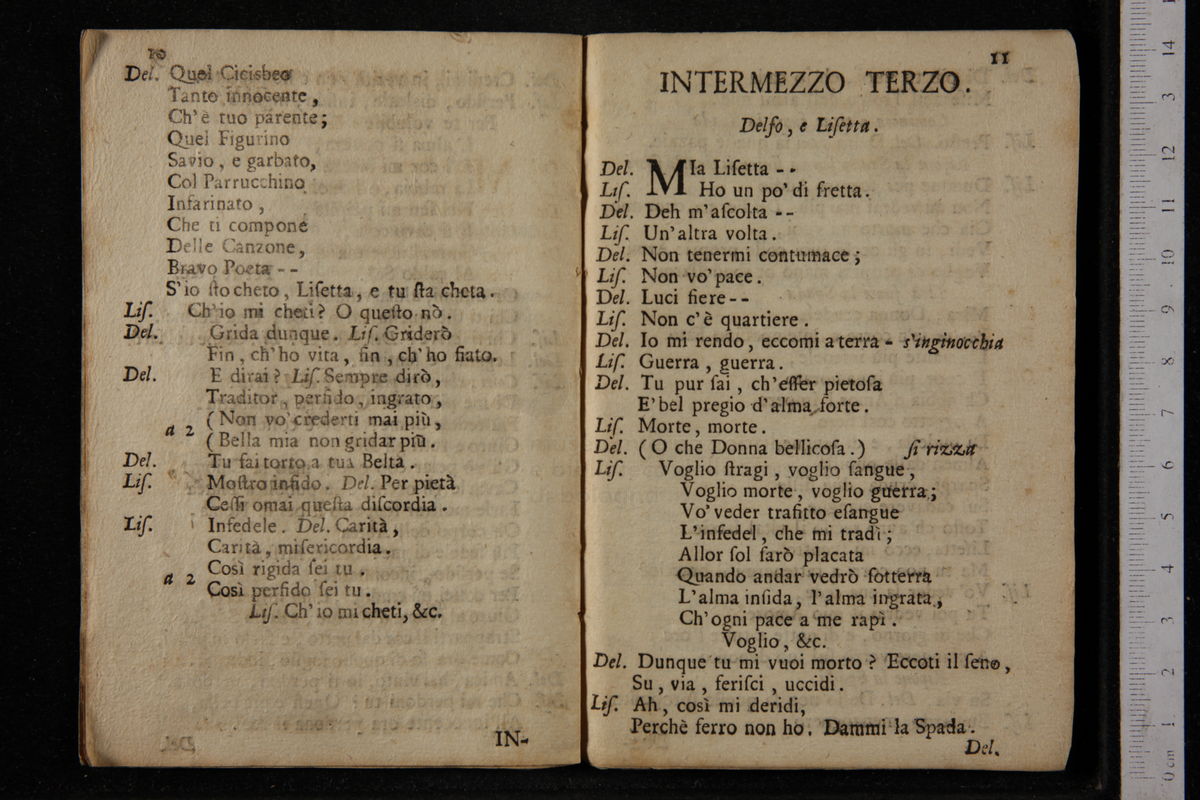 10
Del. Quel Cicisbeo
Tanto innocente,
Ch'è tuo parente;
Quel Figurino
Savio, e garbato,
Col Parrucchino
Infarinato,
Che ti compone
Delle Canzone,
Bravo Poeta --
S'io ſto cheto, Liſetta, e tu ſta cheta.
Liſ. Ch'io mi cheti? O queſto nò.
Del. Grida dunque. Liſ. Griderò
Fin, ch'ho vita, fin, ch'ho fiato.
Del. E dirai? Liſ. Sempre dirò,
Traditor, perfido, ingrato,
a 2 (Non vo' crederti mai più,
(Bella mia non gridar più.
Del. Tu fai torto a tua Beltà.
Liſ. Moſtro infido. Del. Per pietà
Ceſſi omai queſta diſcordia.
Liſ. Infedele. Del. Carità,
Carità, miſericordia.
a 2 Così rigida ſei tu.
Così perfido ſei tu.
Liſ. Ch'io mi cheti, &c.
IN-
11
INTERMEZZO TERZO.
Delfo, e Liſetta.
Del. MIa Liſetta --
Liſ. Ho un po' di fretta.
Del. Deh m'aſcolta --
Liſ. Un'altra volta.
Del. Non tenermi contumace;
Liſ. Non vo' pace.
Del. Luci fiere --
Liſ. Non c'è quartiere.
Del. Io mi rendo, eccomi a terra - s'inginocchia
Liſ. Guerra, guerra.
Del. Tu pur ſai, ch'eſſer pietoſa
E' bel pregio d'alma forte.
Liſ. Morte, morte.
Del. (O che Donna bellicoſa.) ſi rizza
Liſ. Voglio ſtragi, voglio ſangue,
Voglio morte, voglio guerra;
Vo' veder trafitto eſangue
L'infedel, che mi tradì;
Allor ſol ſarò placata
Quando andar vedrò ſotterra
L'alma infida, l'alma ingrata,
Ch'ogni pace a me rapì.
Voglio, &c.
Del. Dunque tu mi vuoi morto? Eccoti il ſeno,
Su, via, feriſci, uccidi.
Liſ. Ah, così mi deridi,
Perchè ferro non ho. Dammi la Spada.
Del.